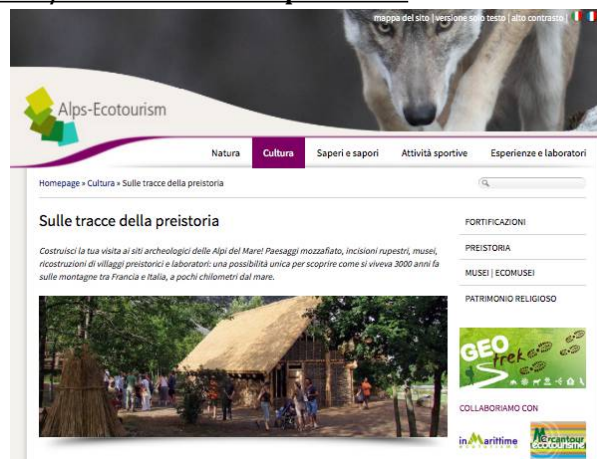 mappa del sito | versione solo testo | alto contrasto |
Alps-Ecotourism
Natura Cultura Saperi e sapori Attività sportive Esperienze e laboratori
Homepage » Cultura » Sulle tracce della preistoria
Sulle tracce della preistoria
Costruisci la tua visita ai siti archeologici delle Alpi del Mare! Paesaggi mozzafiato, incisioni rupestri, musei,
ricostruzioni di villaggi preistorici e laboratori: una possibilità unica per scoprire come si viveva 3000 anni fa
sulle montagne tra Francia e Italia, a pochi chilometri dal mare.
FORTIFICAZIONI
PREISTORIA
MUSEI | ECOMUSEI
PATRIMONIO RELIGIOSO
GEO
trek
COLLABORIAMO CON
inMarittime
ecoturismo
Mercantour
écotourisme